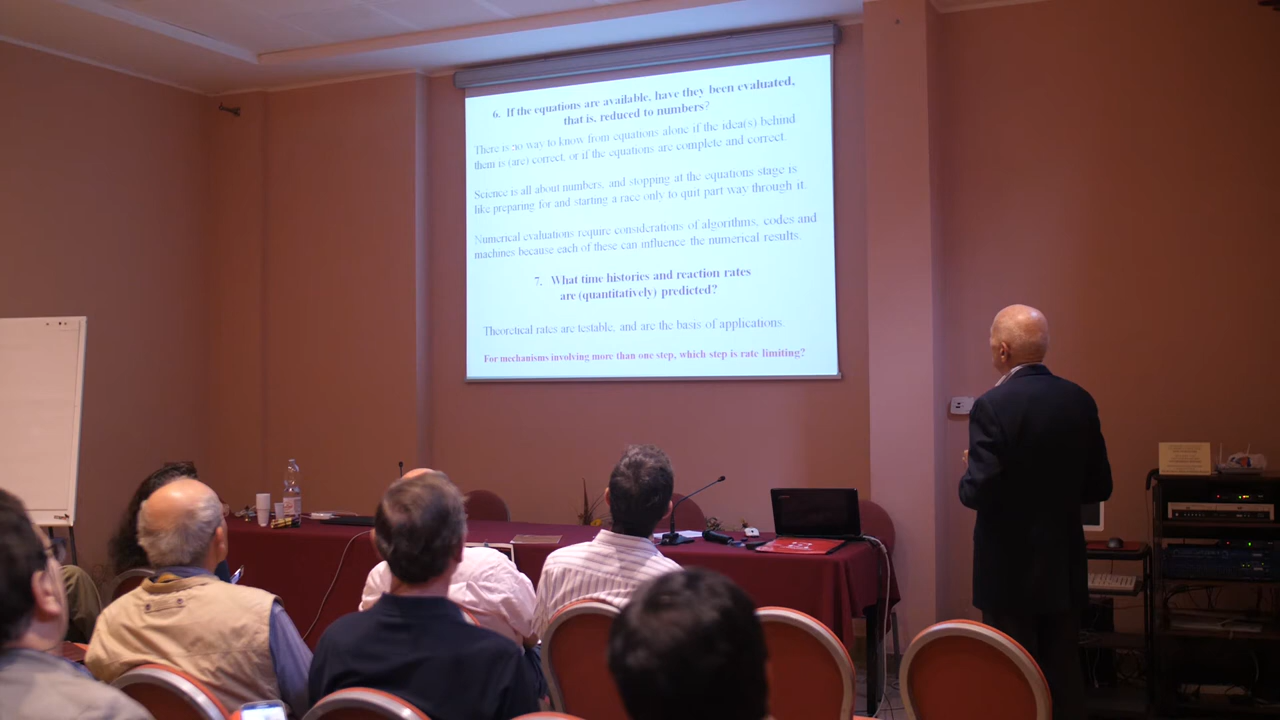 6. If the equations are available, have they been evaluated,
that is, reduced to numbers?
There is no way to know from equations alone if the idea(s) behind
them is (are) correct, or if the equations are complete and correct.
Science is all about numbers, and stopping at the equations stage is
like preparing for and starting a race only to quit part way through it.
Numerical evaluations require considerations of algorithms, codes and
machines because each of these can influence the numerical results.
7. What time histories and reaction rates
are (quantitatively) predicted?
Theoretical rates are testable, and are the basis of applications.
For mechanisms involving more than one step, which step is rate limiting?